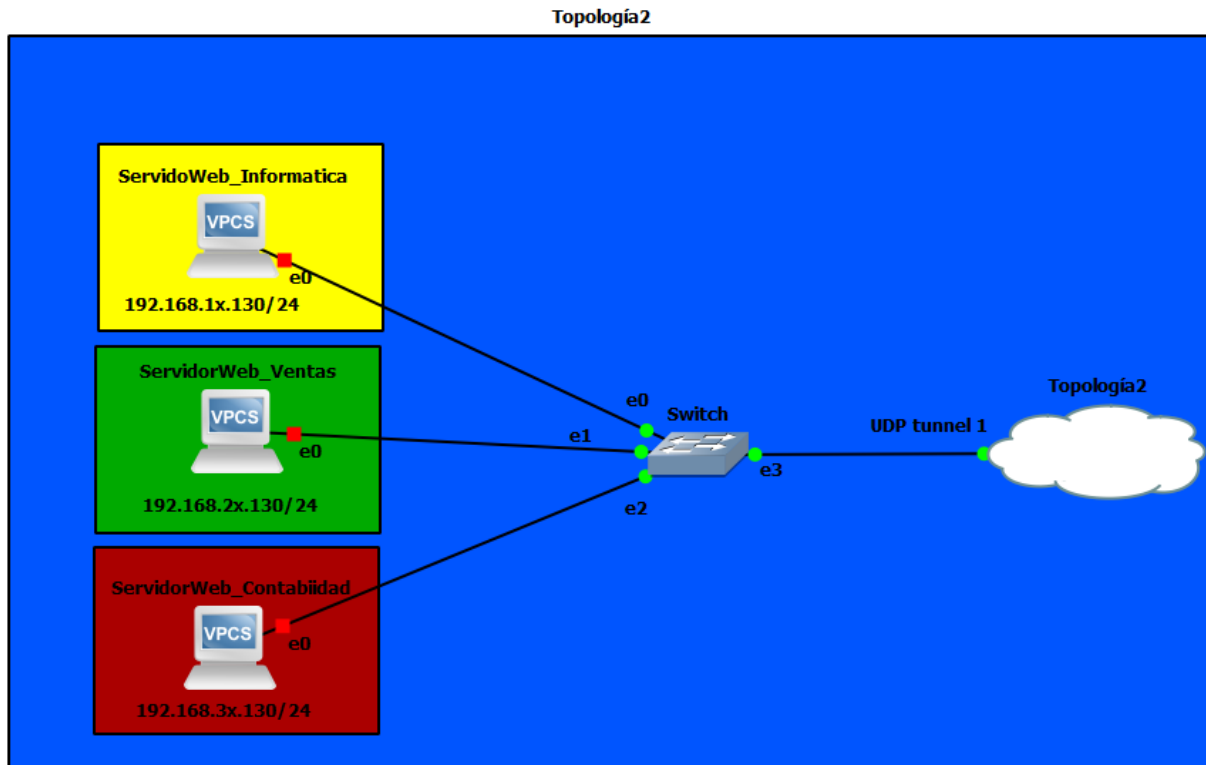 Topología2
ServidoWeb_Informatica
VPCS
e0
192.168.1x.130/24
ServidorWeb_Ventas
VPCS
e0
192.168.2x.130/24
ServidorWeb_Contabiidad
VPCS
e0
192.168.3x.130/24
e0
Switch
e1
e2
e3
UDP tunnel 1
Topología2